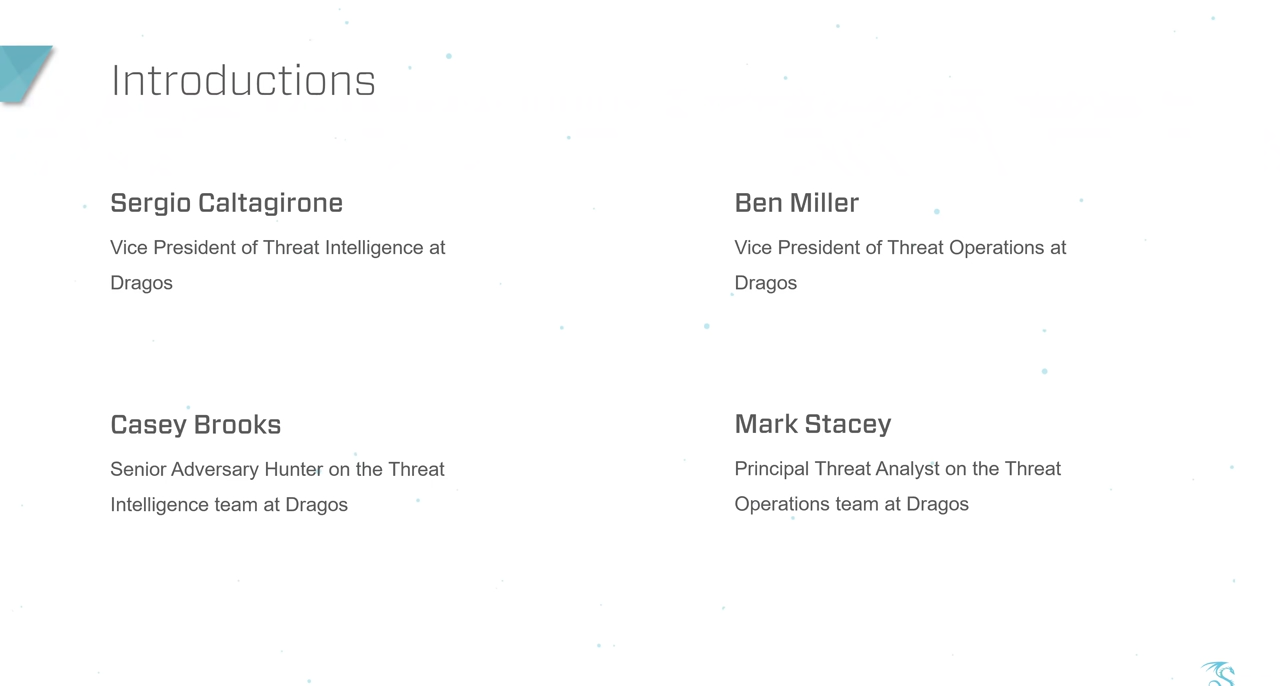 Introductions
Sergio Caltagirone
Vice President of Threat Intelligence at
Dragos
Ben Miller
Vice President of Threat Operations at
Dragos
Casey Brooks
Senior Adversary Hunter on the Threat
Intelligence team at Dragos
Mark Stacey
Principal Threat Analyst on the Threat
Operations team at Dragos